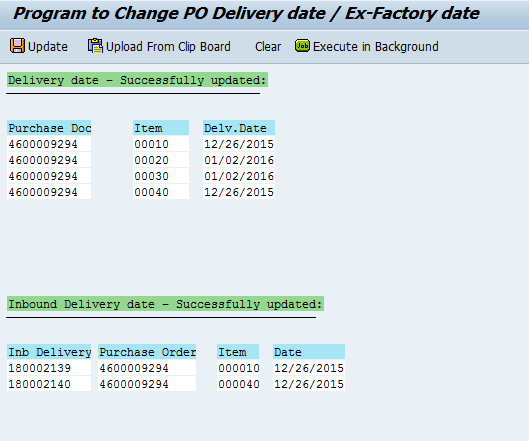 Program to Change PO Delivery date / Ex-Factory date
Update Upload From Clip Board Clear Job Execute in Background
Delivery date - Successfully updated:
Purchase Doc Item Delv.Date
4600009294 00010 12/26/2015
4600009294 00020 01/02/2016
4600009294 00030 01/02/2016
4600009294 00040 12/26/2015
Inbound Delivery date - Successfully updated:
Inb Delivery Purchase Order Item Date
180002139 4600009294 000010 12/26/2015
180002140 4600009294 000040 12/26/2015